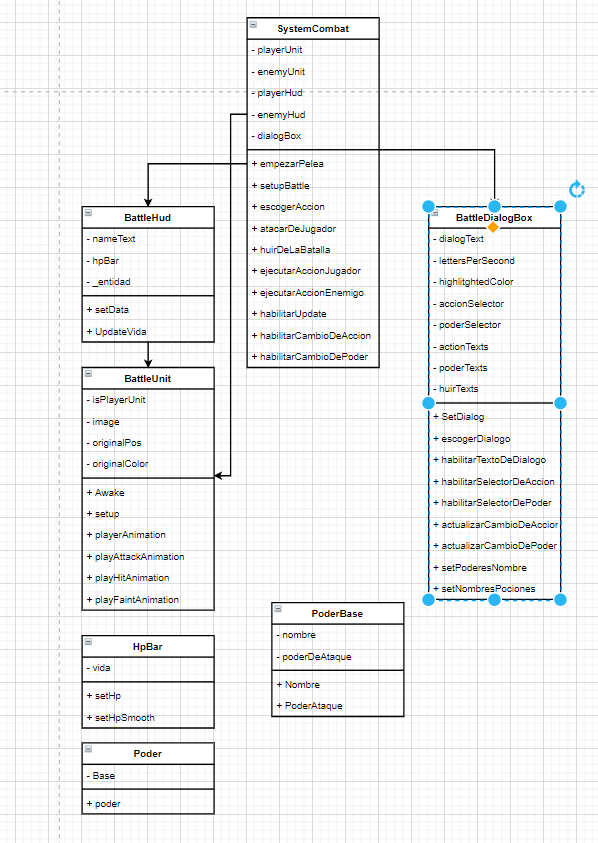 SystemCombat
- playerUnit
- enemyUnit
- playerHud
- enemyHud
- dialogBox
+ empezarPelea
+ setupBattle
+ escogerAccion
+ atacarDeJugador
+ huirDeLaBatalla
+ ejecutarAccionJugador
+ ejecutarAccionEnemigo
+ habilitarUpdate
+ habilitarCambioDeAccion
+ habilitarCambioDePoder
BattleHud
- nameText
- hpBar
- _entidad
+ setData
+ UpdateVida
BattleDialogBox
- dialogText
- lettersPerSecond
- highlitghtedColor
- accionSelector
- poderSelector
- actionTexts
- poderTexts
- huirTexts
+ SetDialog
+ escogerDialogo
+ habilitarTextoDeDialogo
+ habilitarSelectorDeAccion
+ habilitarSelectorDePoder
+ actualizarCambioDeAccior
+ actualizarCambioDePoder
+ setPoderesNombre
+ setNombresPociones
BattleUnit
- isPlayerUnit
- image
- originalPos
- originalColor
+ Awake
+ setup
+ playerAnimation
+ playAttackAnimation
+ playHitAnimation
+ playFaintAnimation
PoderBase
- nombre
- poderDeAtaque
+ Nombre
+ PoderAtaque
HpBar
- vida
+ setHp
+ setHpSmooth
Poder
- Base
+ poder